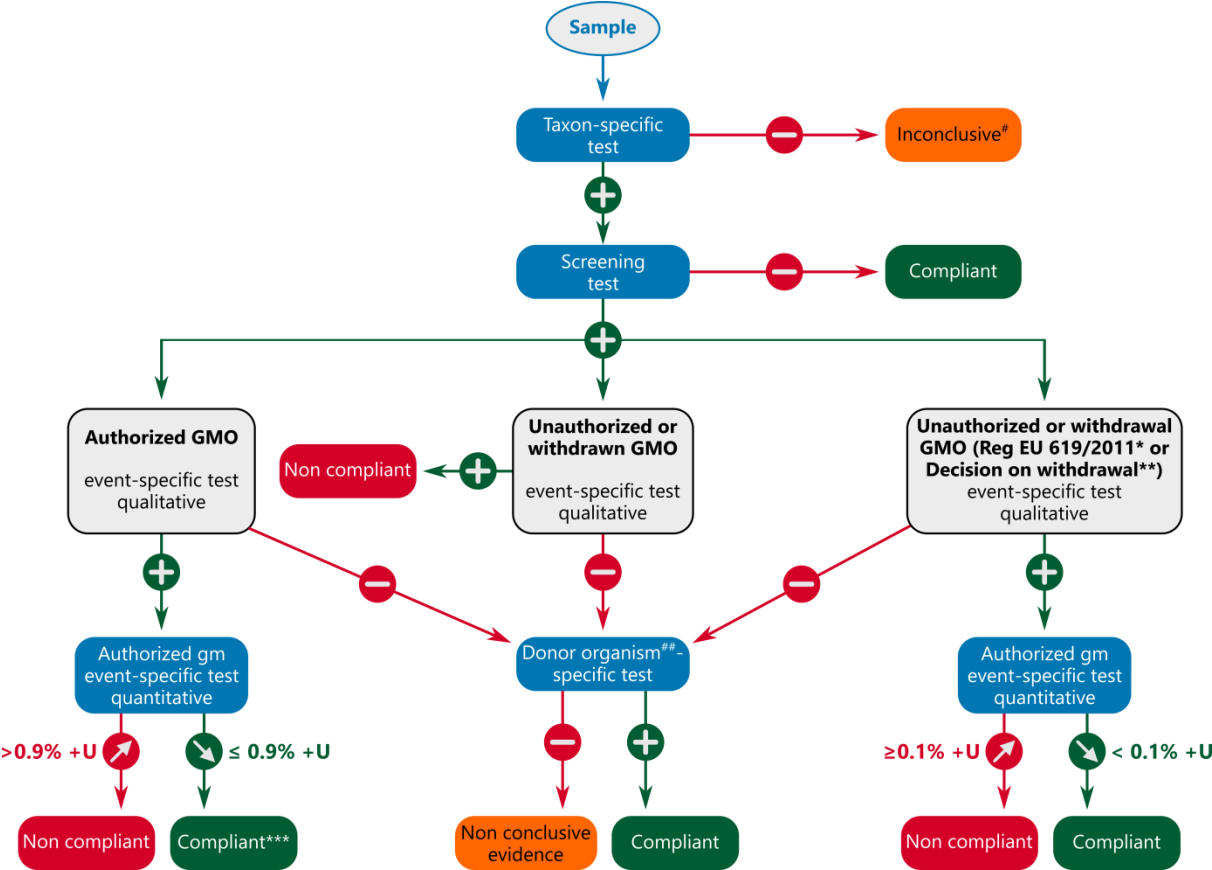 Sample
Taxon-specific
test
Inconclusive#
Screening
test
Compliant
Authorized GMO
event-specific test
qualitative
Non compliant
Unauthorized or
withdrawn GMO
event-specific test
qualitative
Unauthorized or withdrawal
GMO (Reg EU 619/2011* or
Decision on withdrawal**)
event-specific test
qualitative
Authorized gm
event-specific test
quantitative
Donor organism##-
specific test
Authorized gm
event-specific test
quantitative
>0.9% +U
≤ 0.9% +U
≥0.1% +U
< 0.1% +U
Non compliant
Compliant***
Non conclusive
evidence
Compliant
Non compliant
Compliant